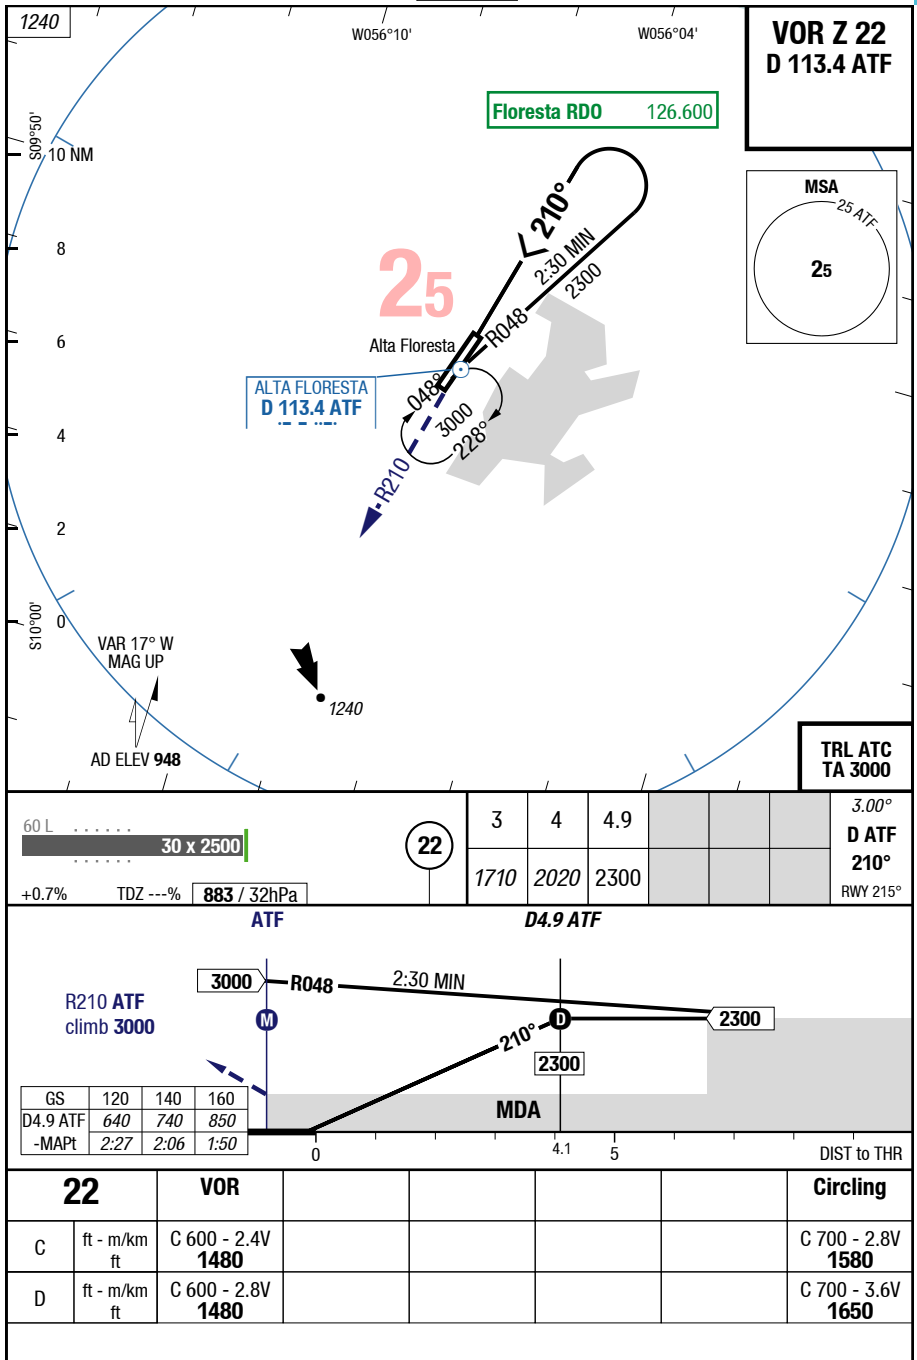 1240
W056°10'
W056°04'
VOR Z 22
D 113.4 ATF
Floresta RDO 126.600
S09°50'
10 NM
MSA
25 ATF
25
8
6
4
2
0
S10°00'
210°
2:30 MIN
2300
R048
25
Alta Floresta
ALTA FLORESTA
D 113.4 ATF
048°
3000
228°
R210
VAR 17° W
MAG UP
AD ELEV 948
1240
TRL ATC
TA 3000
60 L
30 x 2500
+0.7% TDZ ---% 883 / 32hPa
22
3 4 4.9
1710 2020 2300
3.00°
D ATF
210°
RWY 215°
ATF D4.9 ATF
3000 R048 2:30 MIN
R210 ATF
climb 3000
M
D
2300
210°
2300
MDA
GS 120 140 160
D4.9 ATF 640 740 850
-MAPt 2:27 2:06 1:50
0 4.1 5 DIST to THR
22 VOR Circling
C ft - m/km C 600 - 2.4V C 700 - 2.8V
ft 1480 1580
D ft - m/km C 600 - 2.8V C 700 - 3.6V
ft 1480 1650